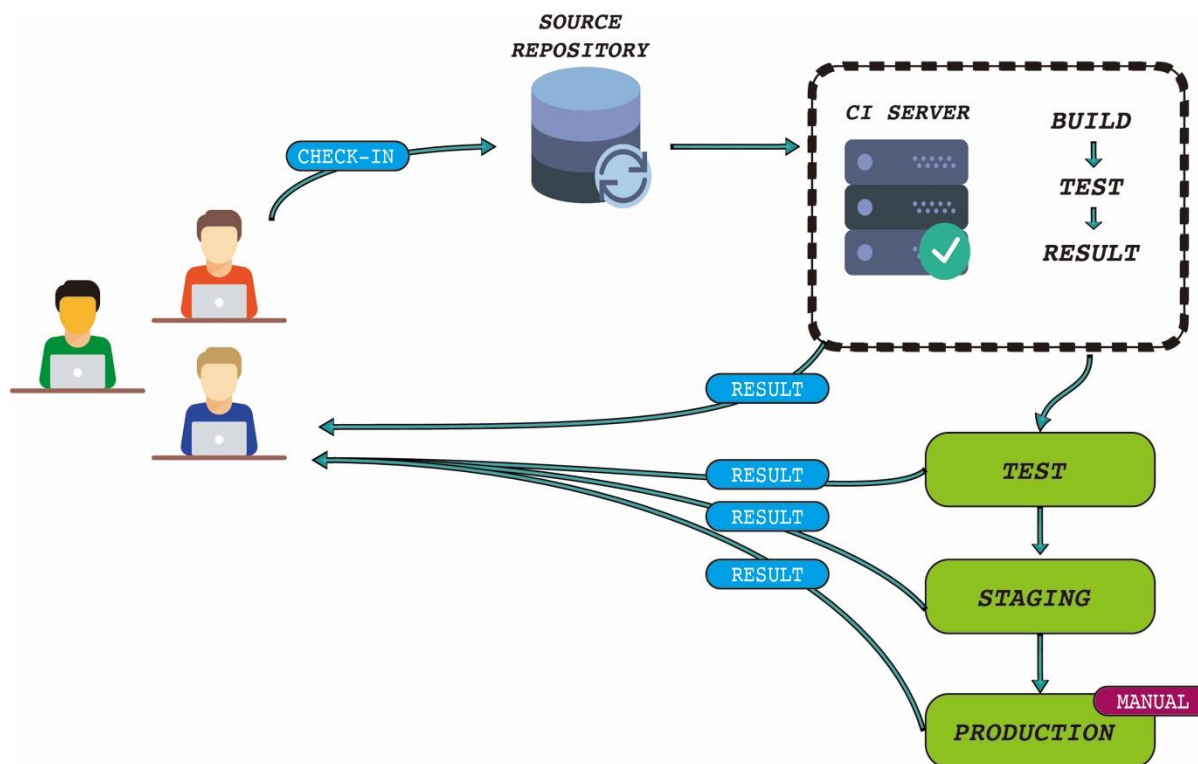 SOURCE
REPOSITORY
CI SERVER
BUILD
CHECK-IN
TEST
RESULT
RESULT
RESULT
TEST
RESULT
RESULT
STAGING
MANUAL
PRODUCTION